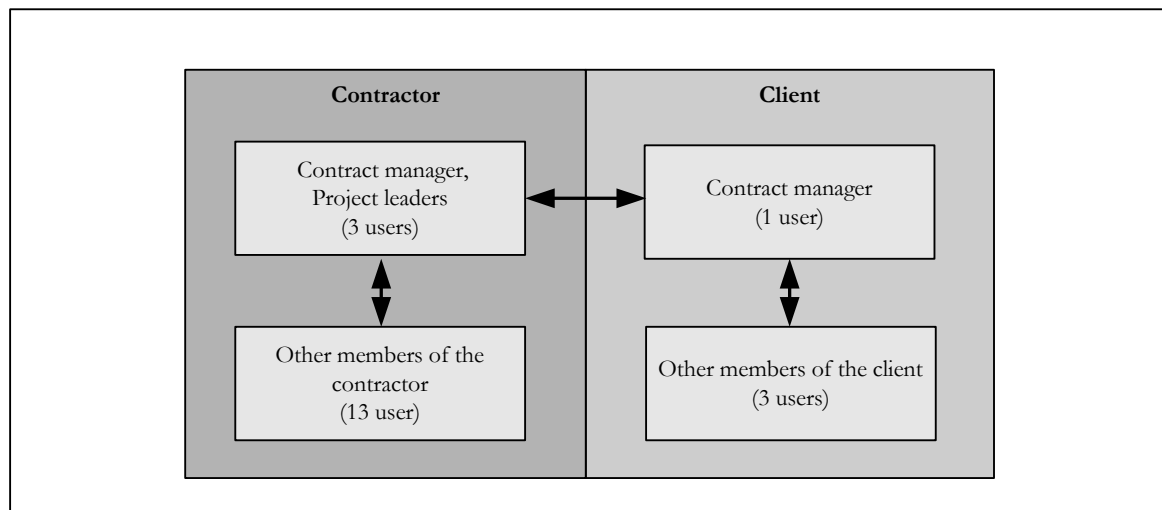 Contractor
Contract manager,
Project leaders
(3 users)
Other members of the
contractor
(13 user)
Client
Contract manager
(1 user)
Other members of the client
(3 users)